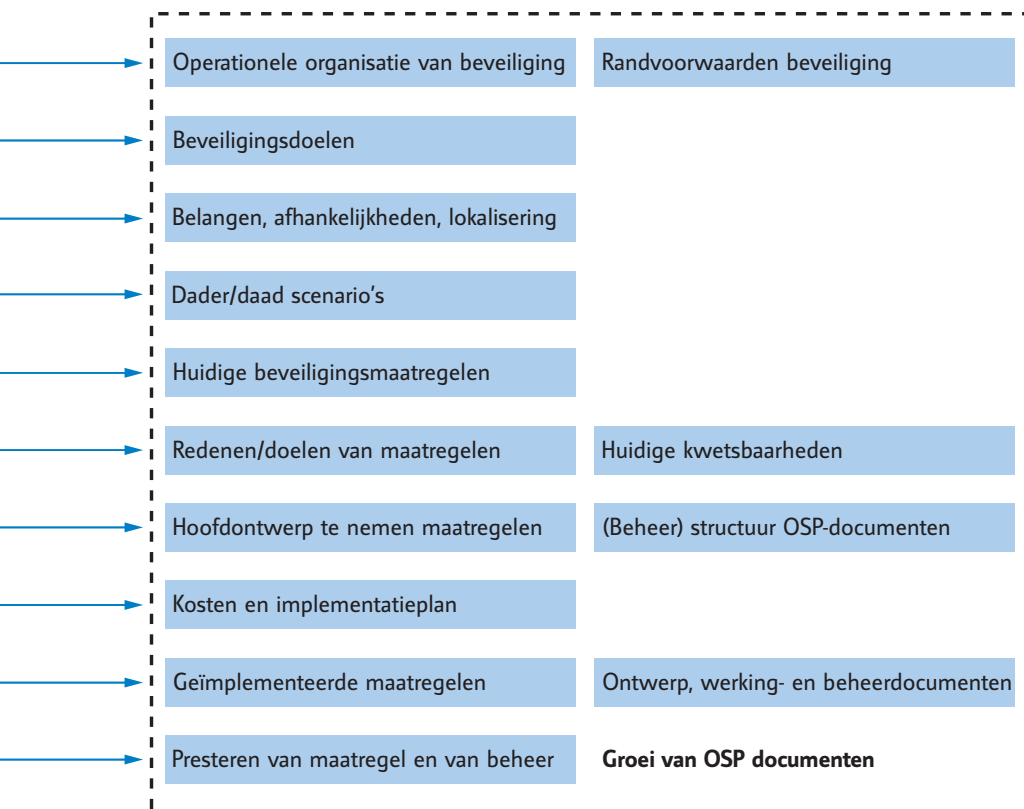 Operationele organisatie van beveiliging
Randvoorwaarden beveiliging
Beveiligingsdoelen
Belangen, afhankelijkheden, lokalisering
Dader/daad scenario's
Huidige beveiligingsmaatregelen
Redenen/doelen van maatregelen
Huidige kwetsbaarheden
Hoofdontwerp te nemen maatregelen
(Beheer) structuur OSP-documenten
Kosten en implementatieplan
Geïmplementeerde maatregelen
Ontwerp, werking- en beheerdocumenten
Presteren van maatregel en van beheer
Groei van OSP documenten